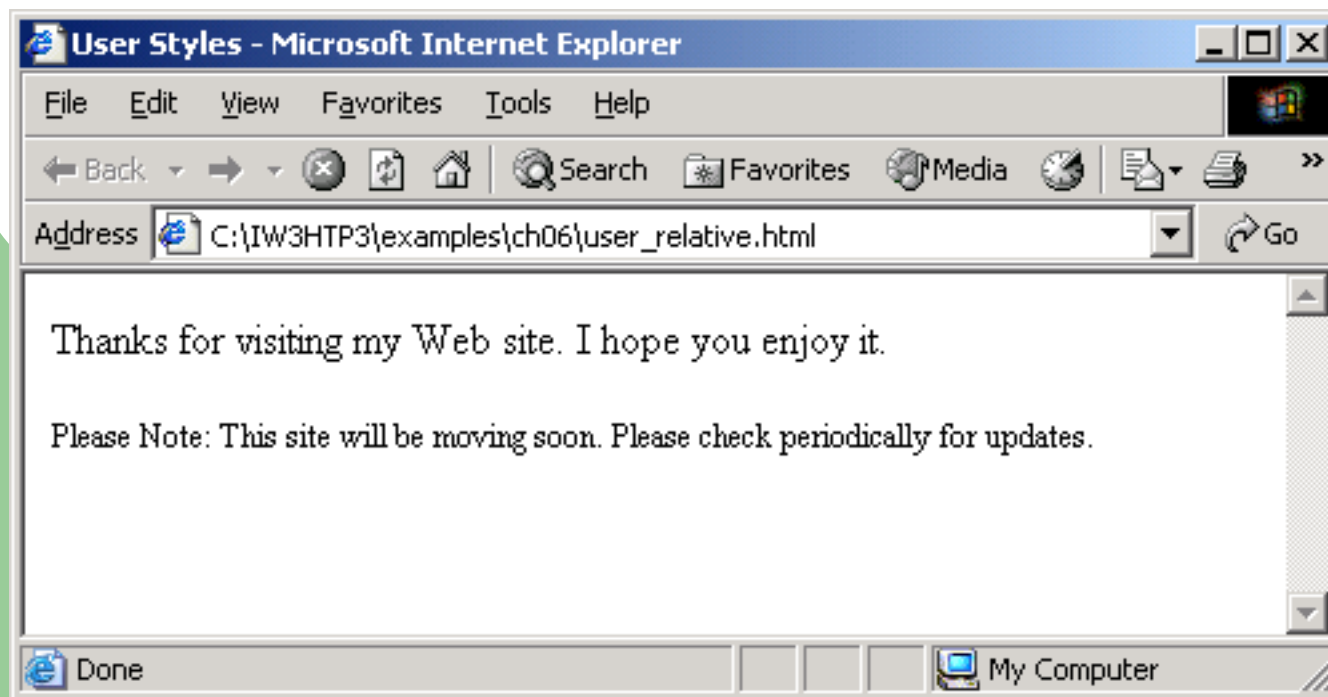 User Styles - Microsoft Internet Explorer
File Edit View Favorites Tools Help
Back Search Favorites Media »
Address C:\IW3HTP3\examples\ch06\user_relative.html Go
Thanks for visiting my Web site. I hope you enjoy it.
Please Note: This site will be moving soon. Please check periodically for updates.
Done My Computer